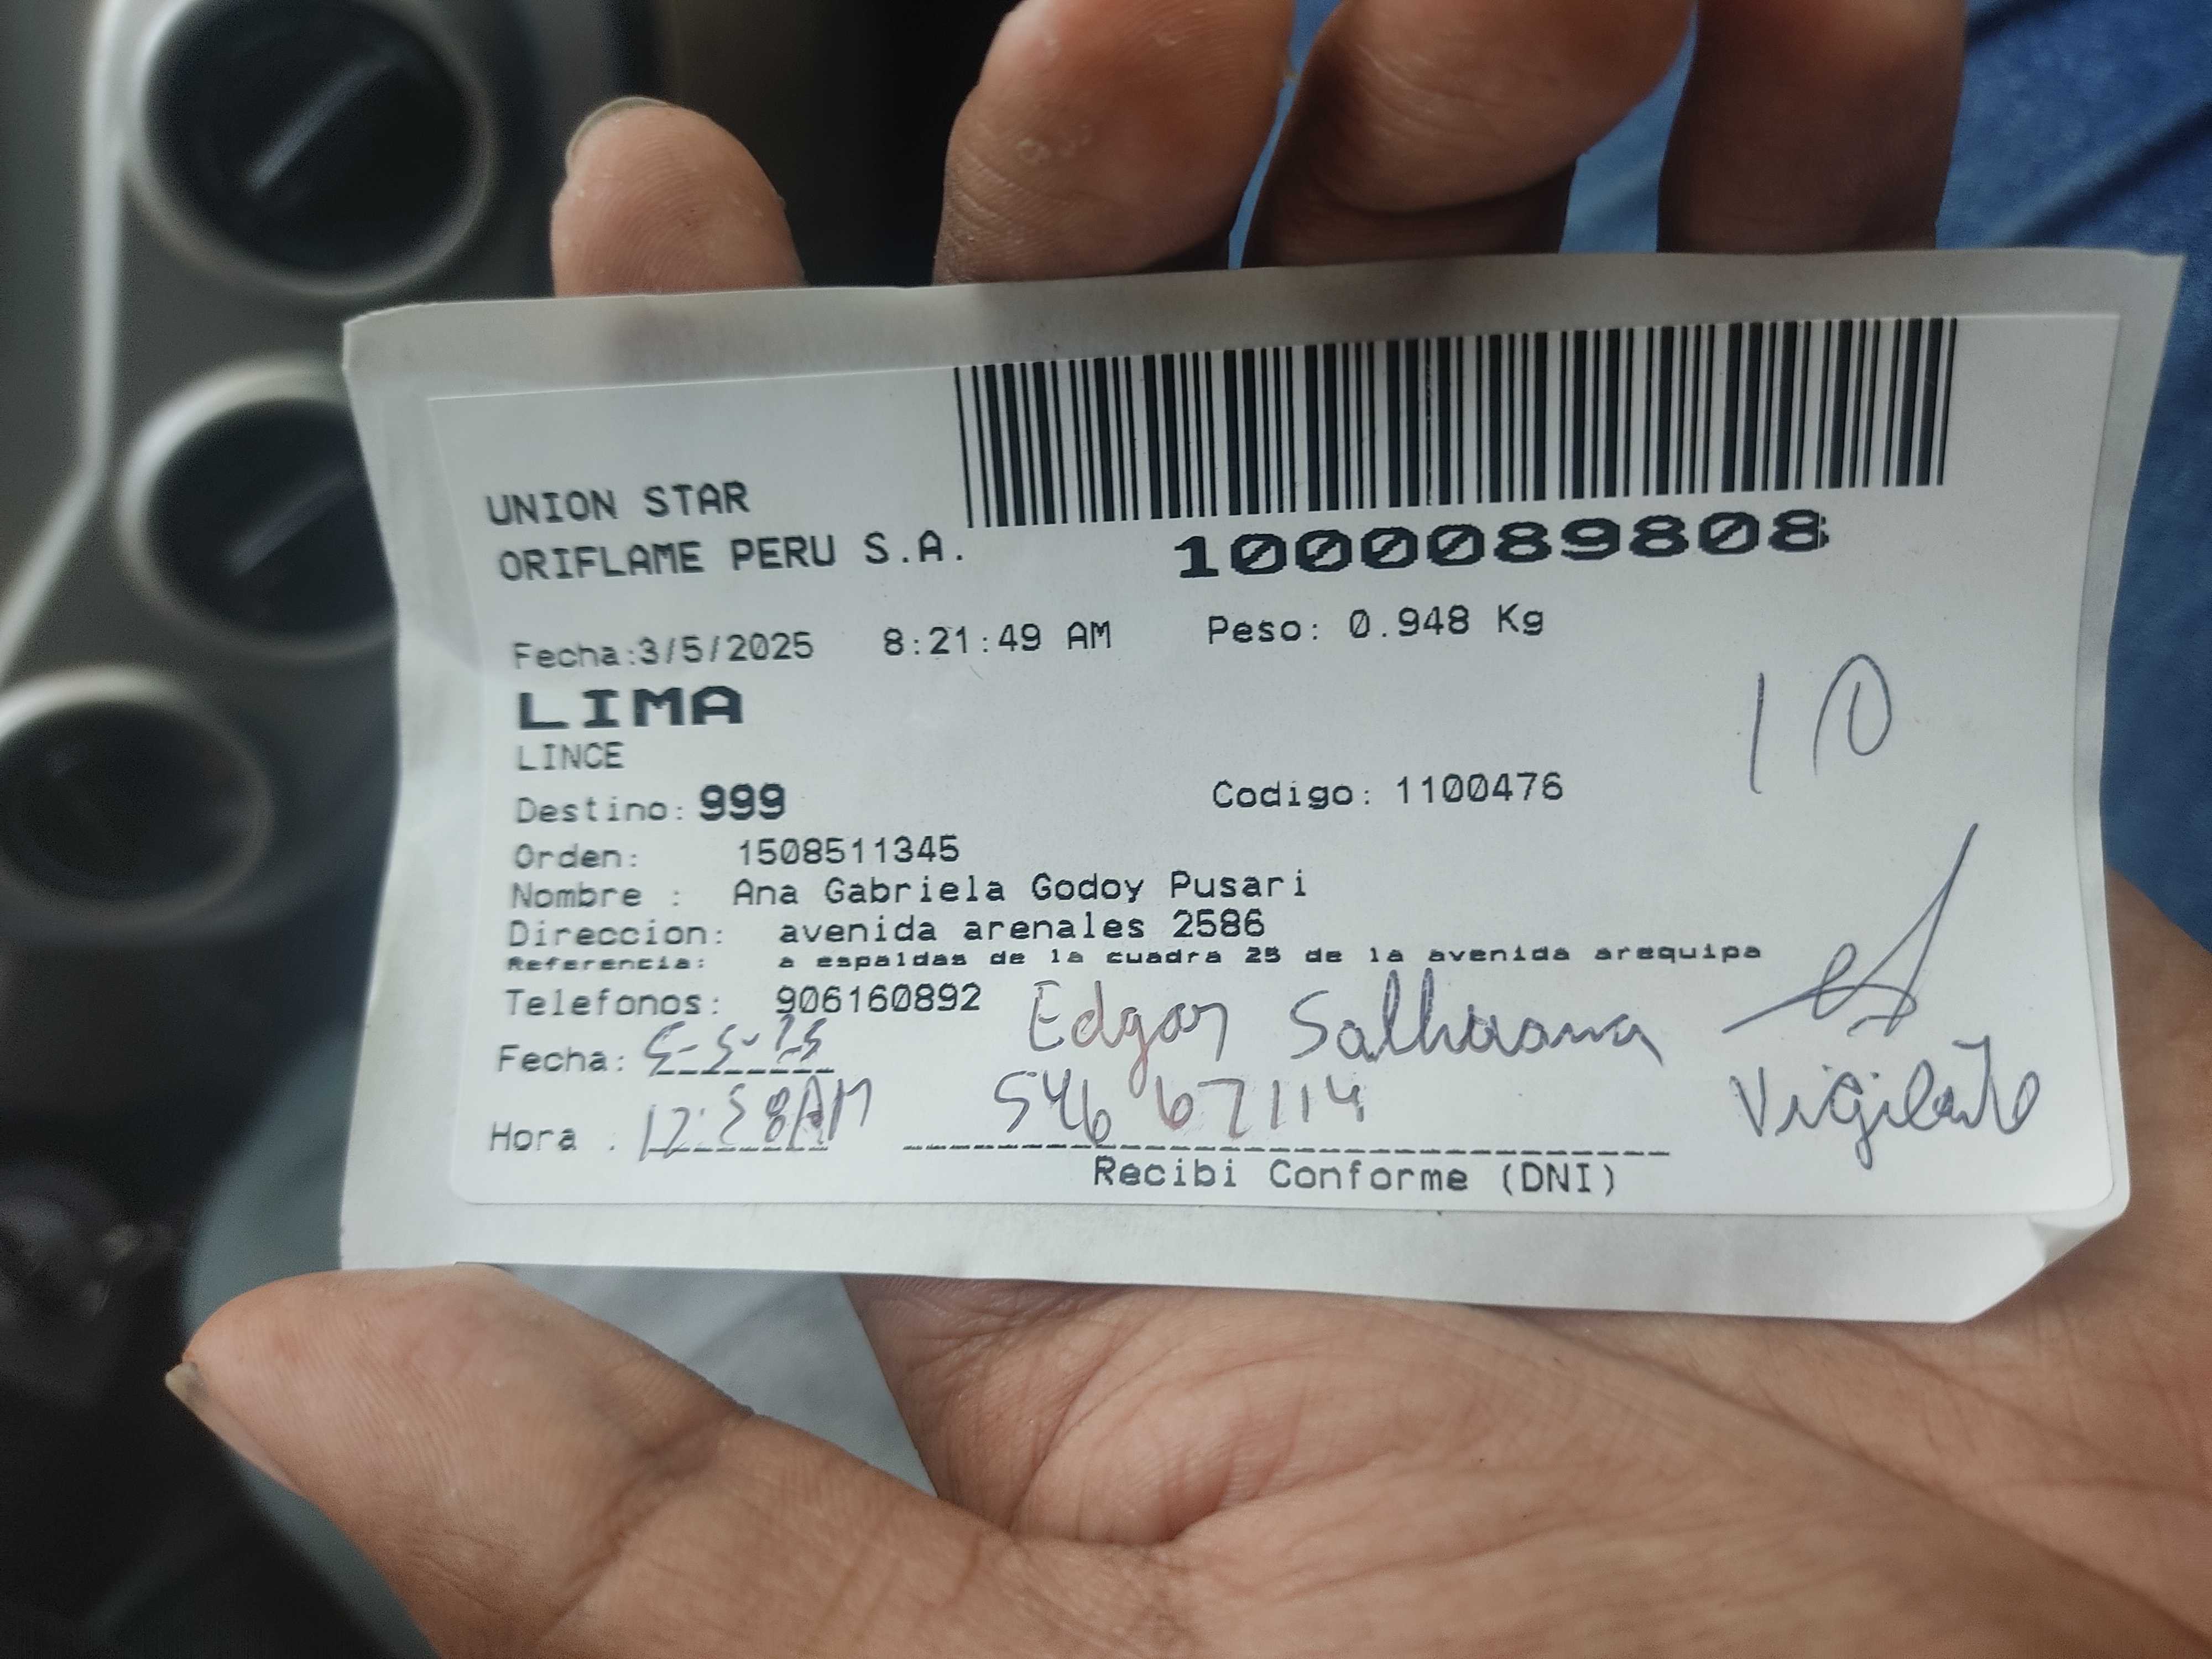 UNION STAR
ORIFLAME PERU S.A.
1000089808
Fecha:3/5/2025 8:21:49 AM Peso: 0.948 Kg
LIMA
10
LINCE
Destino: 999 Codigo: 1100476
Orden: 1508511345
Nombre : Ana Gabriela Godoy Pusari
Direccion: avenida arenales 2586
Referencia: a espaldas de la cuadra 25 de la avenida arequipa
Telefonos: 906160892
Edgar
Fecha: 5-5-25
Vigilante
Hora : 12:58AM
Recibi Conforme (DNI)